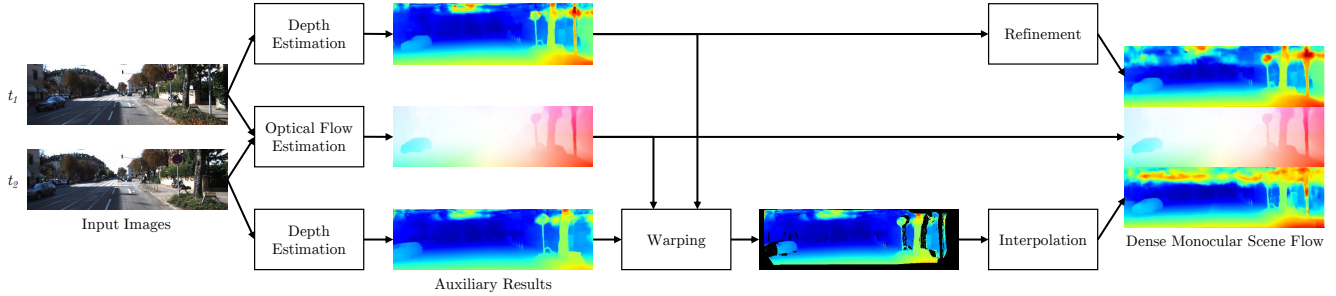 Depth
Estimation
Refinement
t1
Optical Flow
Estimation
t2
Input Images
Depth
Estimation
Warping
Interpolation
Dense Monocular Scene Flow
Auxiliary Results